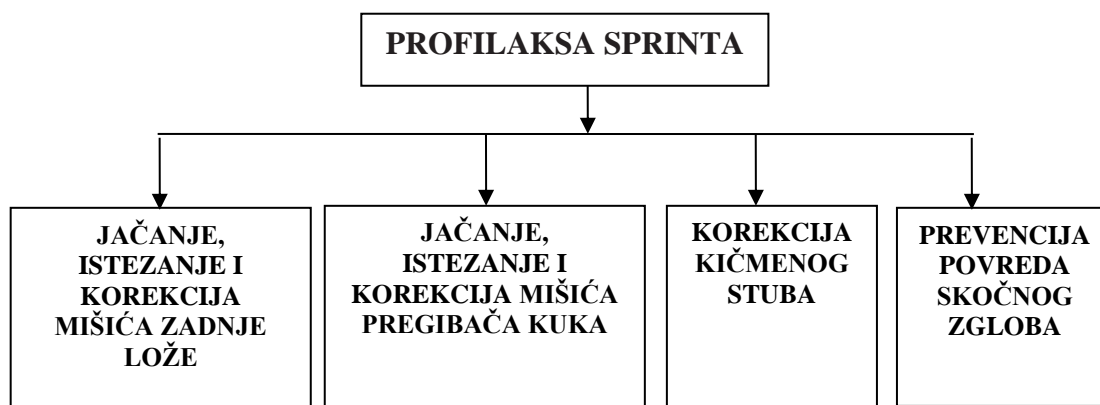 PROFILAKSA SPRINTA
JAČANJE,
ISTEZANJE I
KOREKCIJA
MIŠIĆA ZADNJE
LOŽE
JAČANJE,
ISTEZANJE I
KOREKCIJA MIŠIĆA
PREGIBAČA KUKA
KOREKCIJA
KIČMENOG
STUBA
PREVENCIJA
POVREDA
SKOČNOG
ZGLOBA